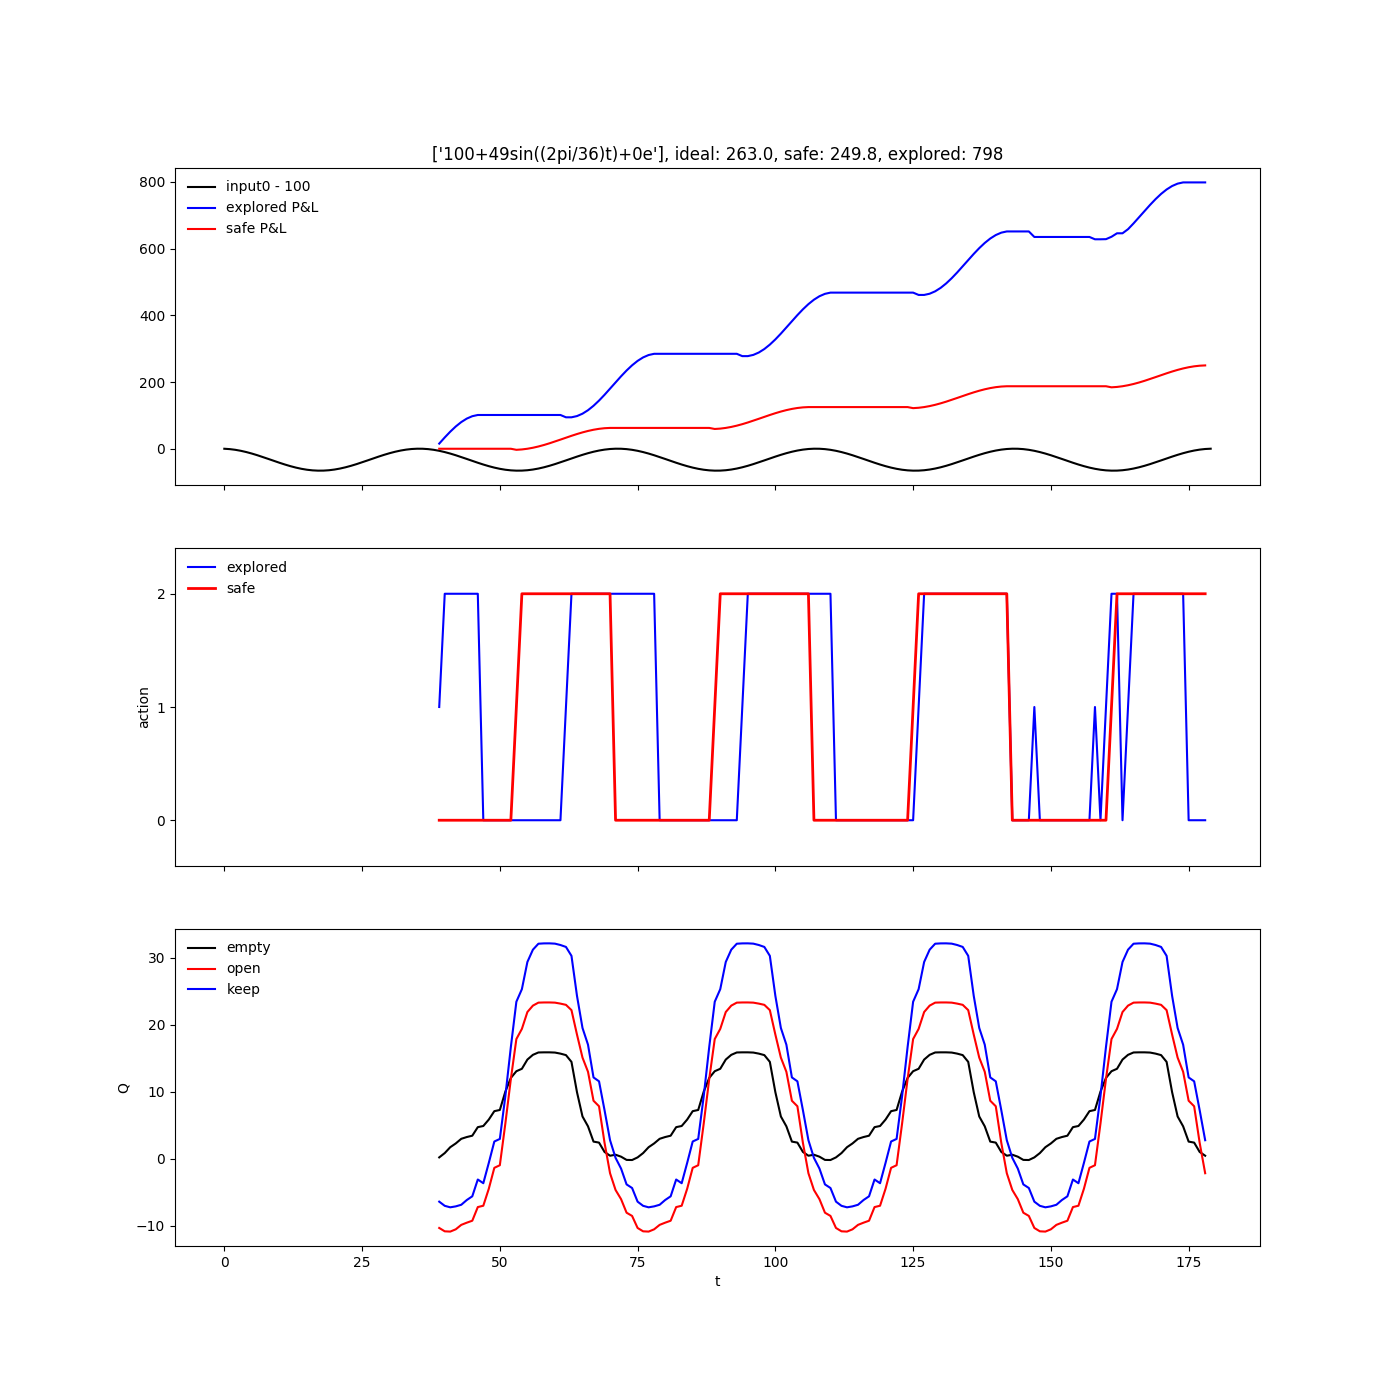 ['100+49sin((2pi/36)t)+0e'], ideal: 263.0, safe: 249.8, explored: 798
800
600
400
200
0
input0 - 100
explored P&L
safe P&L
action
2
1
0
explored
safe
Q
30
20
10
0
−10
empty
open
keep
0 25 50 75 100 125 150 175
t